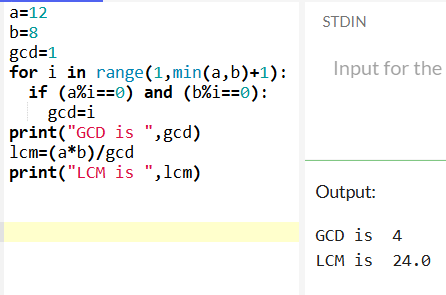 a=12
b=8
gcd=1
for i in range(1,min(a,b)+1):
  if (a%i==0) and (b%i==0):
    gcd=i
print("GCD is ",gcd)
lcm=(a*b)/gcd
print("LCM is ",lcm)
STDIN
Input for the
Output:
GCD is  4
LCM is  24.0